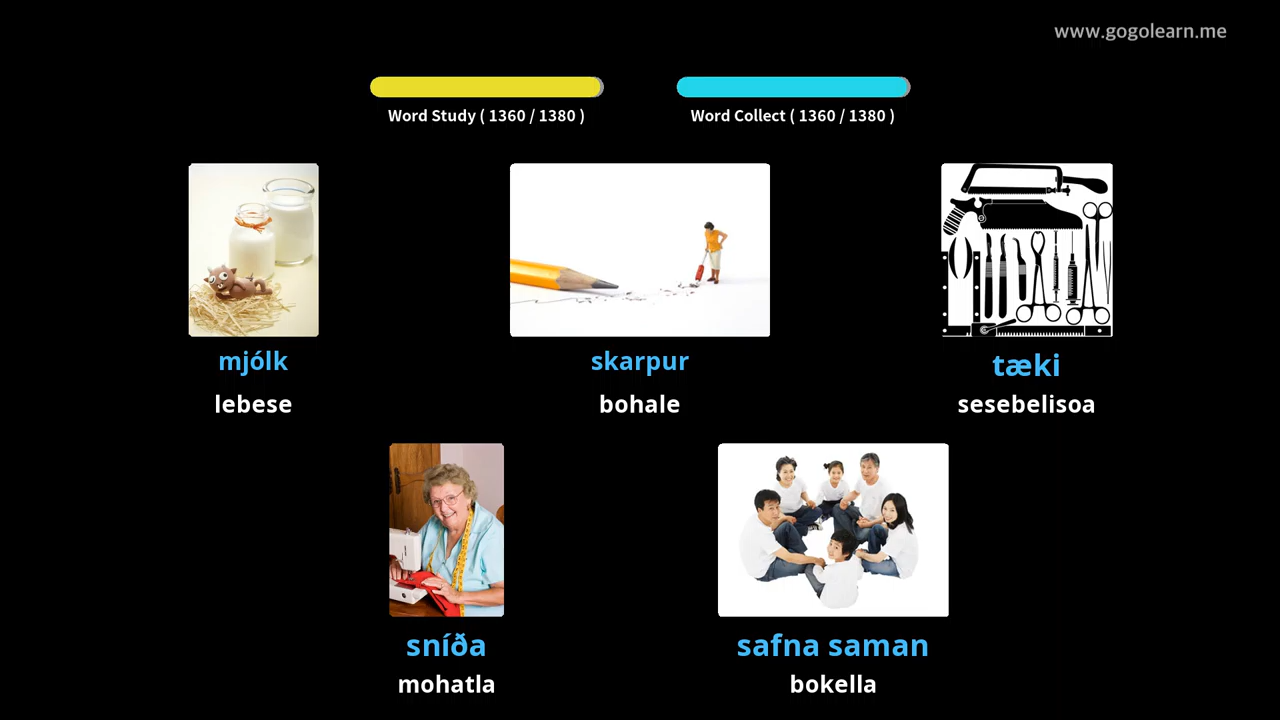 www.gogolearn.me
Word Study ( 1360 / 1380 )
Word Collect ( 1360 / 1380 )
mjólk
lebese
skarpur
bohale
tæki
sesebelisoa
sníða
mohatla
safna saman
bokella